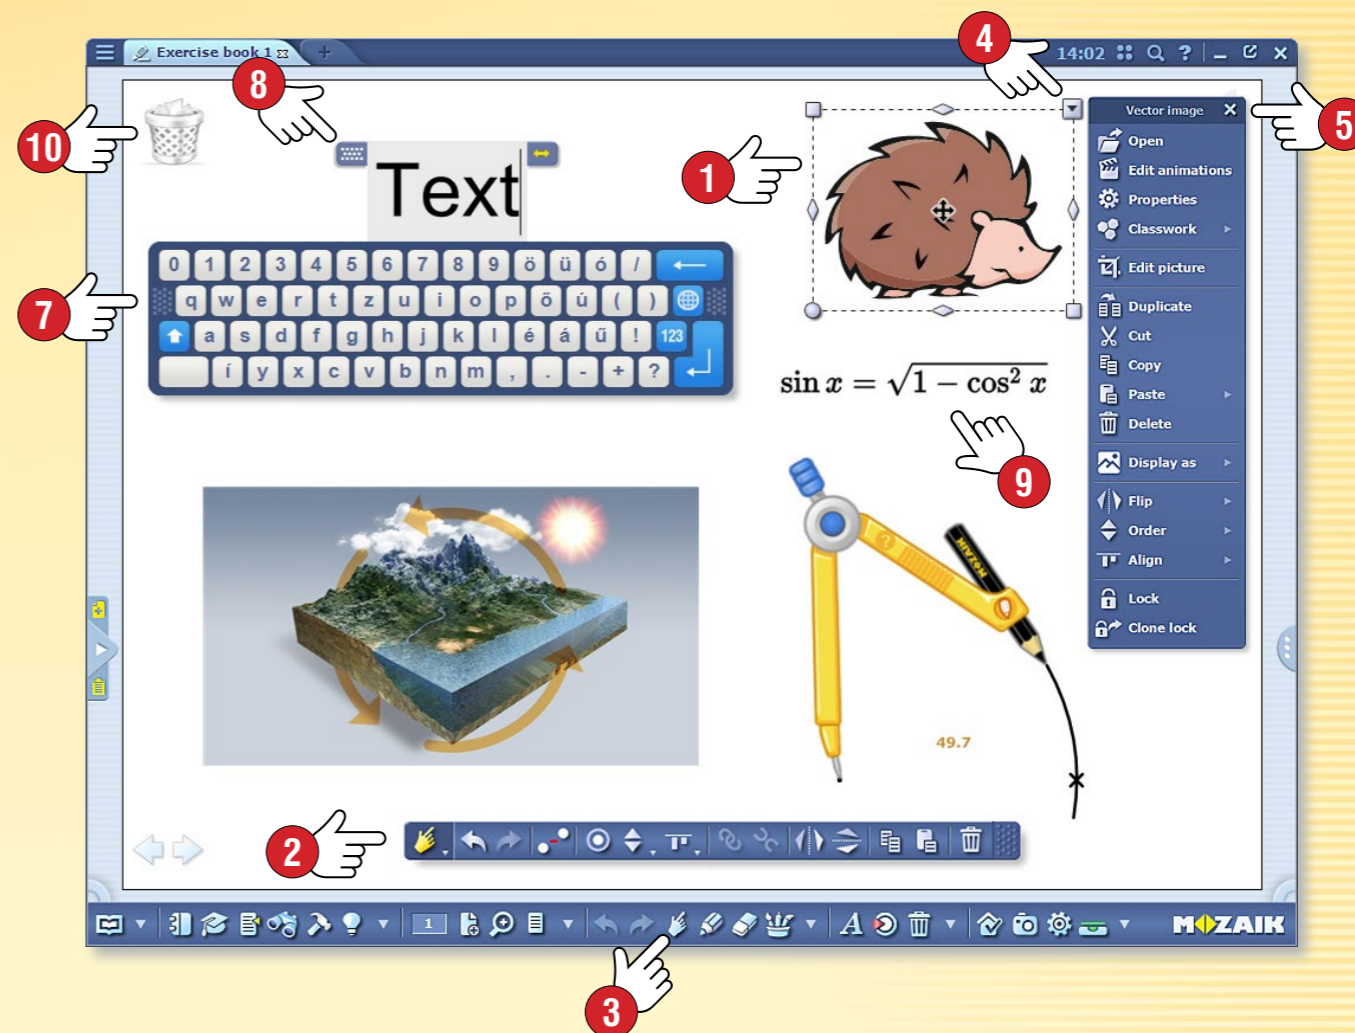 Exercise book 1
14:02
?
4
8
10
5
1
Vector image
Open
Edit animations
Properties
Classwork
Edit picture
Duplicate
Cut
Copy
Paste
Delete
Display as
Flip
Order
Align
Lock
Clone lock
Text
7
0 1 2 3 4 5 6 7 8 9 ö ü ó /
q w e r t z u i o p ő ú ( )
a s d f g h j k l é á ű ! 123
í y x c v b n m , . - + ?
sin x = √1 − cos² x
9
MOZAIK
49.7
2
1
A
MOZAIK
3